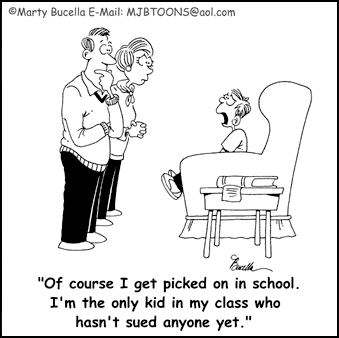 ©Marty Bucella E-Mail: MJBTOONS@aol.com
© Bucella
"Of course I get picked on in school.
I'm the only kid in my class who
hasn't sued anyone yet."